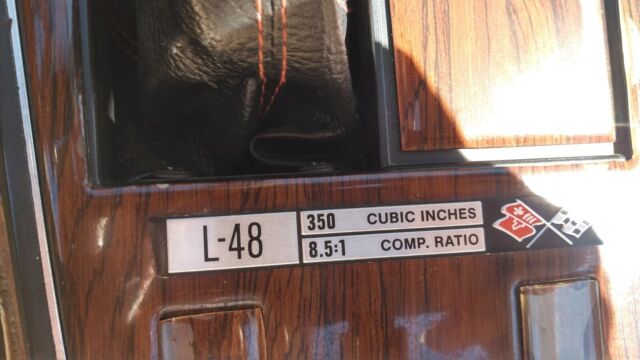 L-48
350 CUBIC INCHES
8.5:1 COMP. RATIO